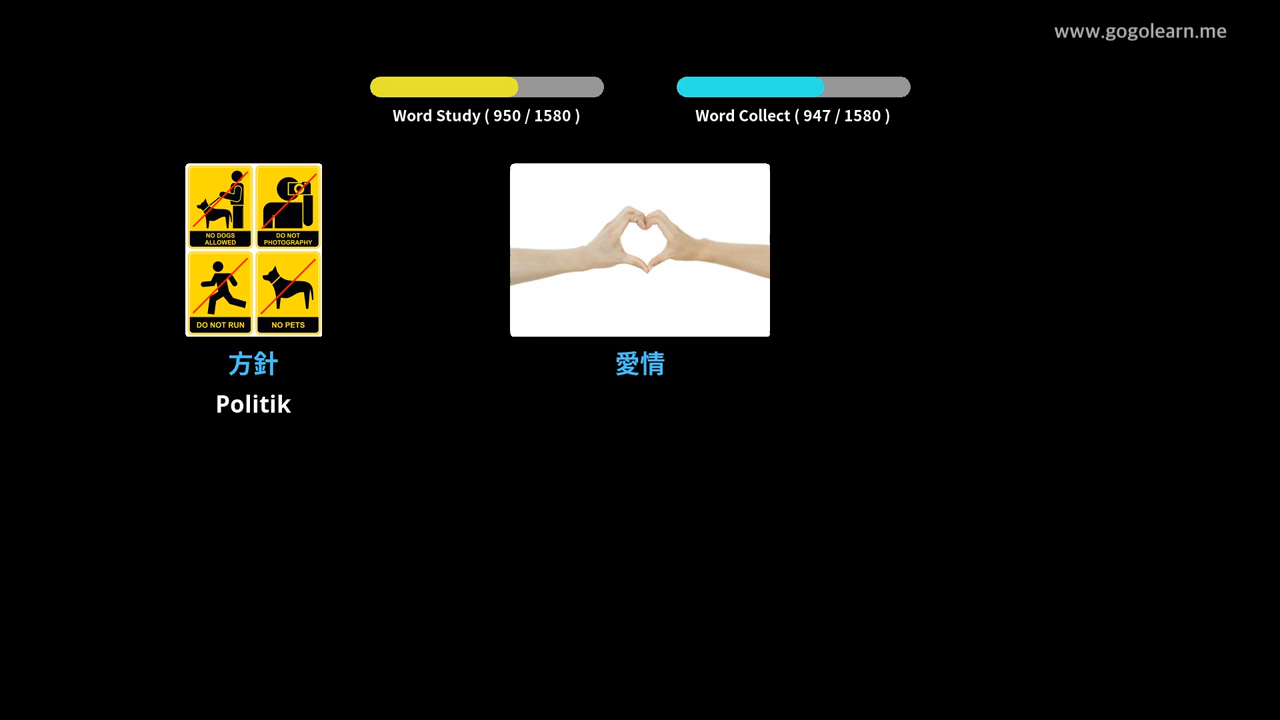 www.gogolearn.me
Word Study ( 950 / 1580 )
Word Collect ( 947 / 1580 )
NO DOGS
ALLOWED
DO NOT
PHOTOGRAPHY
DO NOT RUN
NO PETS
方針
愛情
Politik